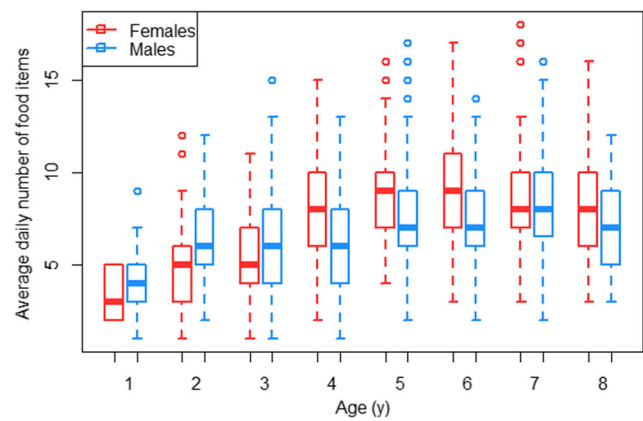 Females
Males
Average daily number of food items
15
10
5
1 2 3 4 5 6 7 8
Age (y)